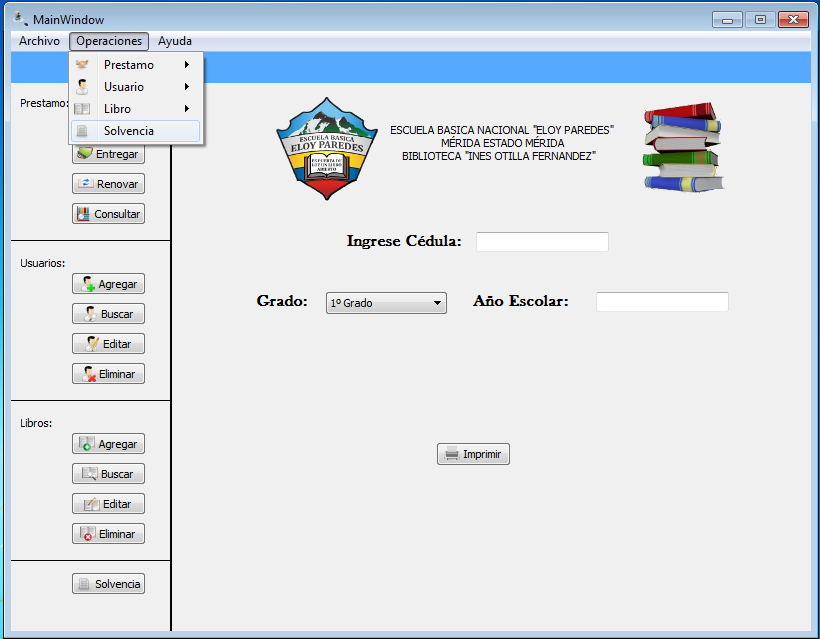 MainWindow
Archivo Operaciones Ayuda
Prestamo
Usuario
Libro
Solvencia
Prestamo:
Entregar
Renovar
Consultar
Usuarios:
Agregar
Buscar
Editar
Eliminar
Libros:
Agregar
Buscar
Editar
Eliminar
Solvencia
ESCUELA BASICA
ELOY PAREDES
ESCUELA BASICA NACIONAL "ELOY PAREDES"
MÉRIDA ESTADO MÉRIDA
BIBLIOTECA "INES OTILLA FERNANDEZ"
Ingrese Cédula:
Grado: 1º Grado Año Escolar:
Imprimir